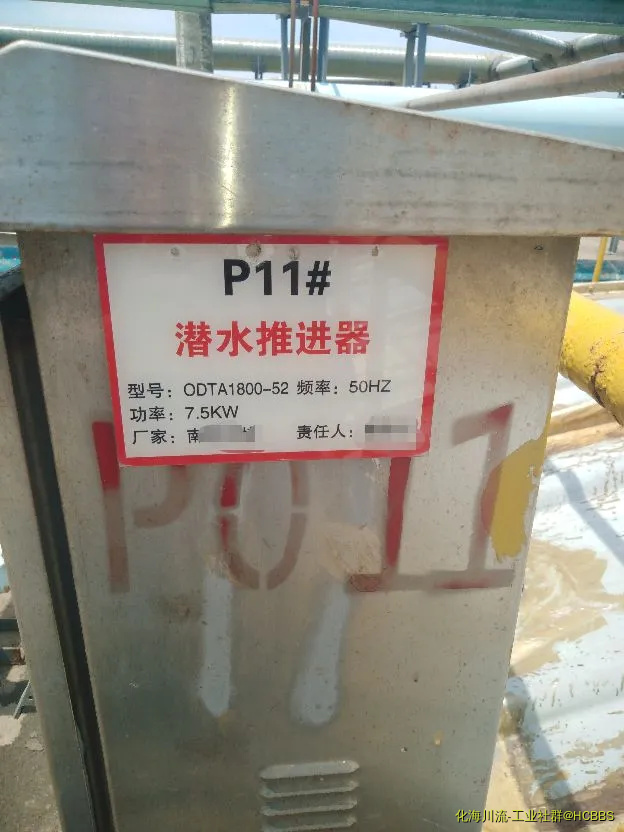 P11#
潜水推进器
型号：ODTA1800-52 频率：50HZ
功率：7.5KW
厂家：南 责任人：
P011
化海川流-工业社群@HCBBS